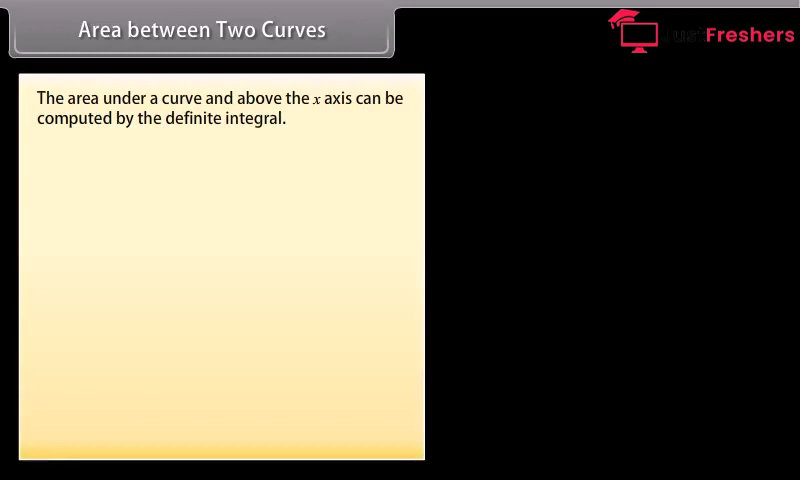 Area between Two Curves
JustFreshers
The area under a curve and above the x axis can be
computed by the definite integral.